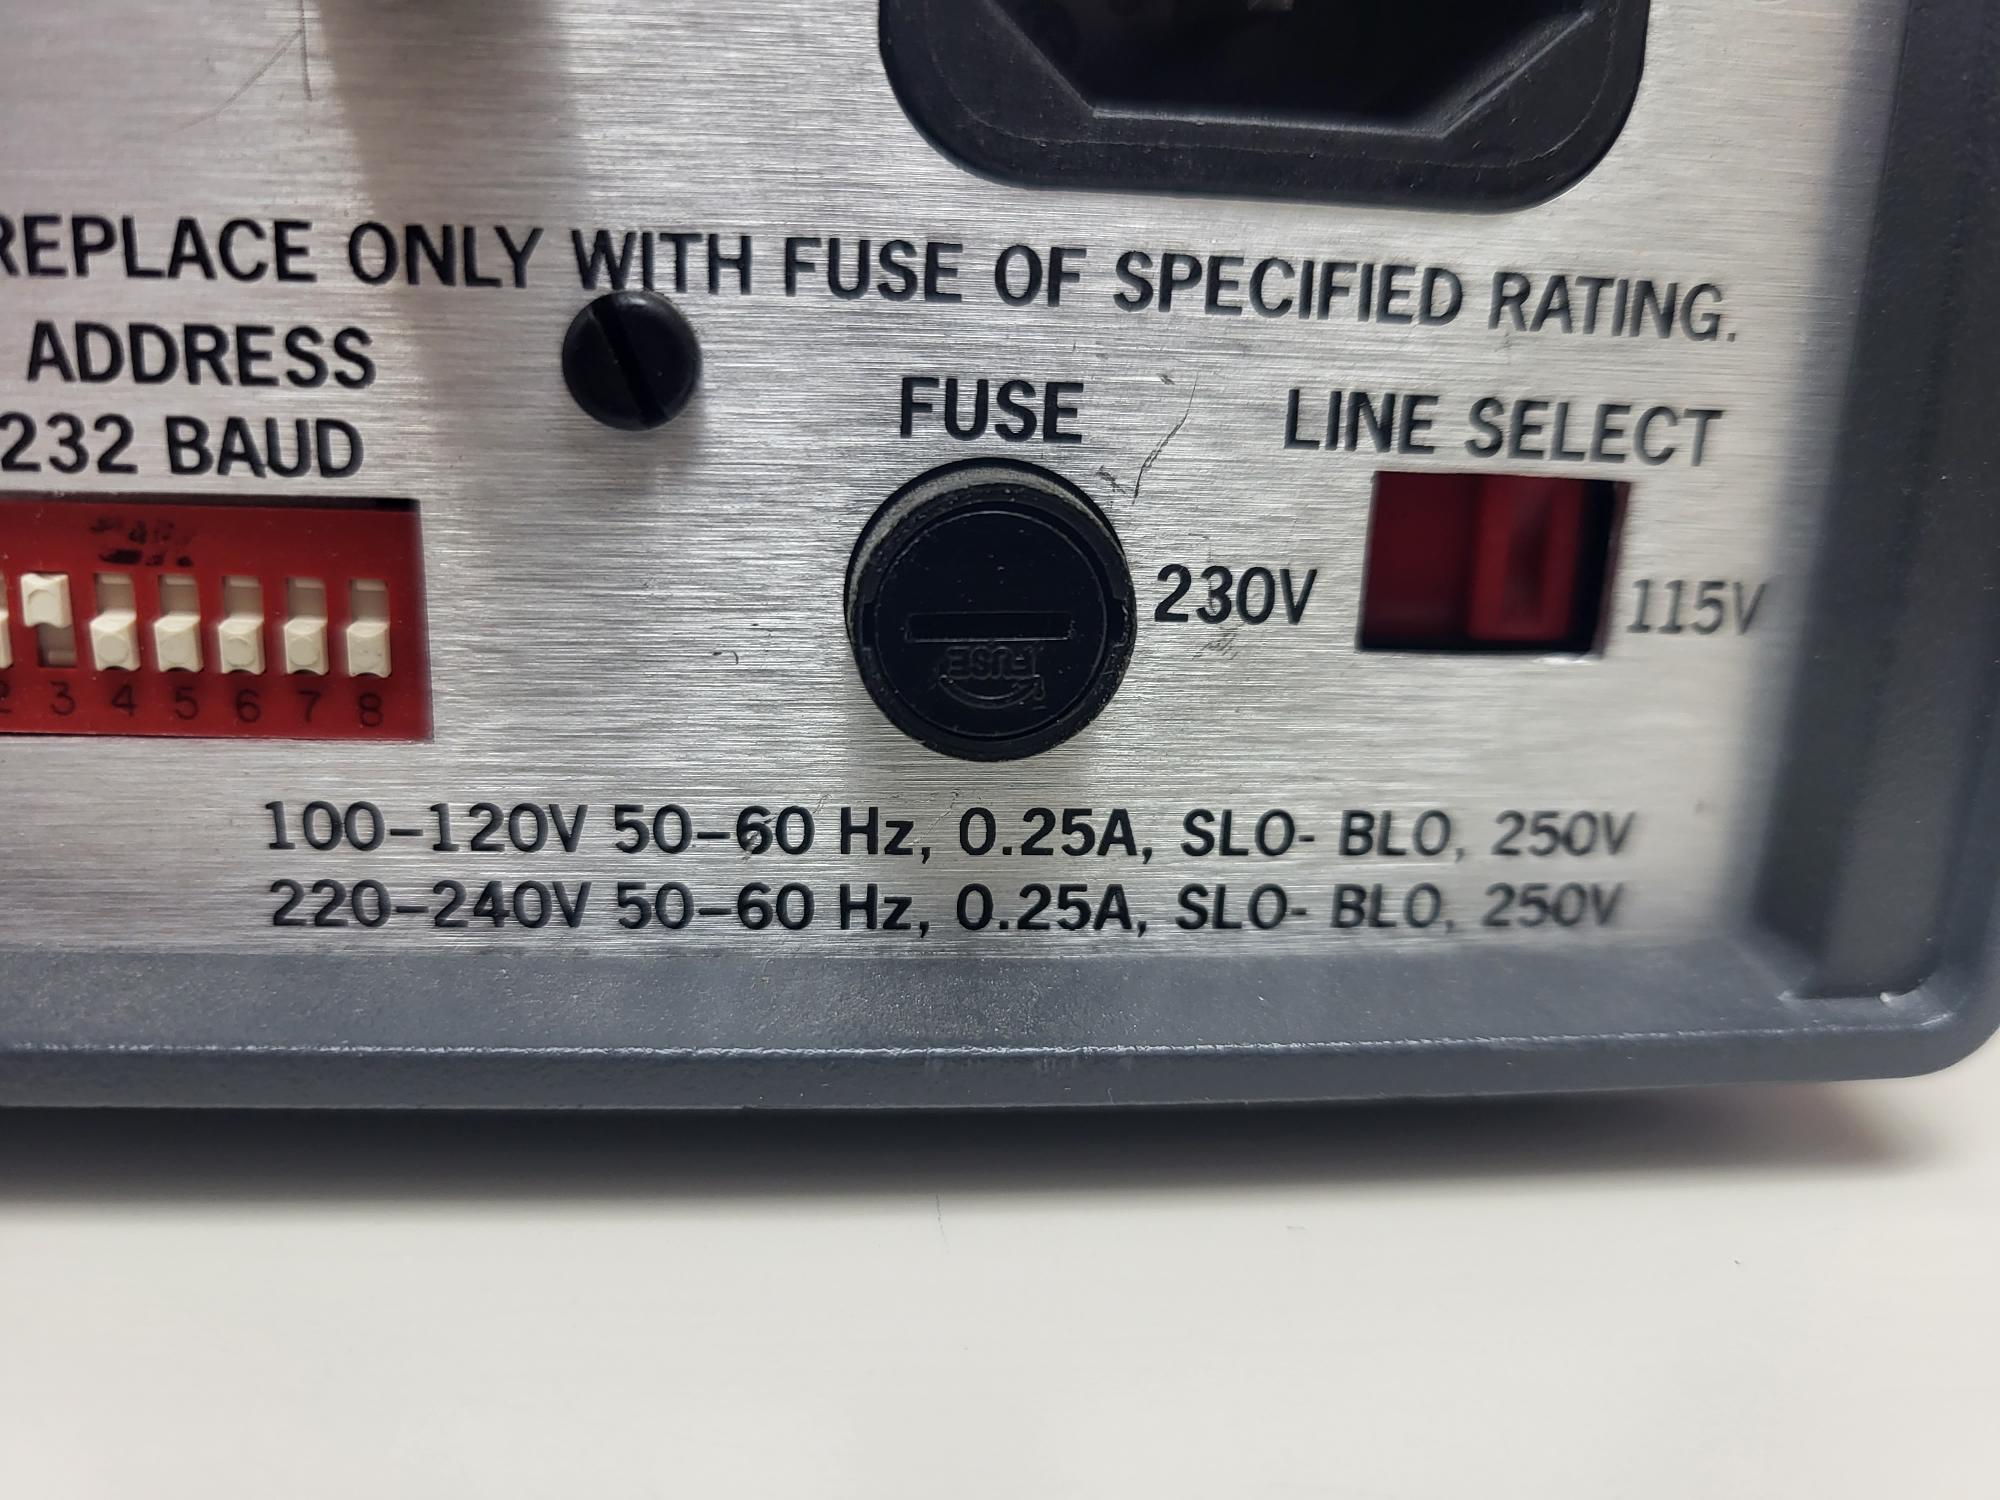 REPLACE ONLY WITH FUSE OF SPECIFIED RATING.
ADDRESS
232 BAUD
FUSE
LINE SELECT
230V
115V
FUSE
2 3 4 5 6 7 8
100–120V 50–60 Hz, 0.25A, SLO- BLO, 250V
220–240V 50–60 Hz, 0.25A, SLO- BLO, 250V